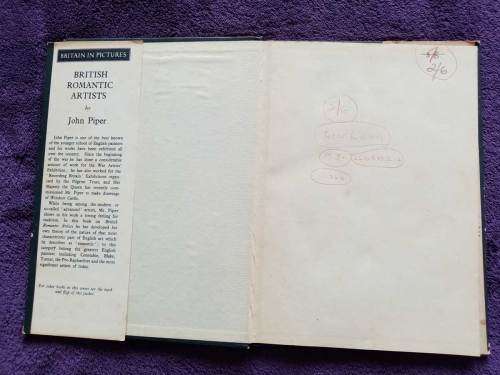 BRITAIN IN PICTURES
BRITISH
ROMANTIC
ARTISTS
by
John Piper
John Piper is one of the best known
of the younger school of English painters
and his works have been exhibited all
over the country. Since the beginning
of the war he has done a considerable
amount of work for the War Artists'
Exhibition. He has also worked for the
'Recording Britain' Exhibitions organ-
ised by the Pilgrim Trust, and Her
Majesty the Queen has recently com-
missioned Mr Piper to make drawings
of Windsor Castle.
While being among the modern or
so-called 'advanced' artists, Mr. Piper
shows in his work a strong feeling for
tradition. In this book on British
Romantic Artists he has developed his
own theory of the nature of that most
characteristic part of English art which
is described as 'romantic'; in this
category belong the greatest English
painters including Constable, Blake,
Turner, the Pre-Raphaelites and the most
significant artists of today.
For other books in this series see the back
and flap of this jacket.
5/-
2/6
5/-